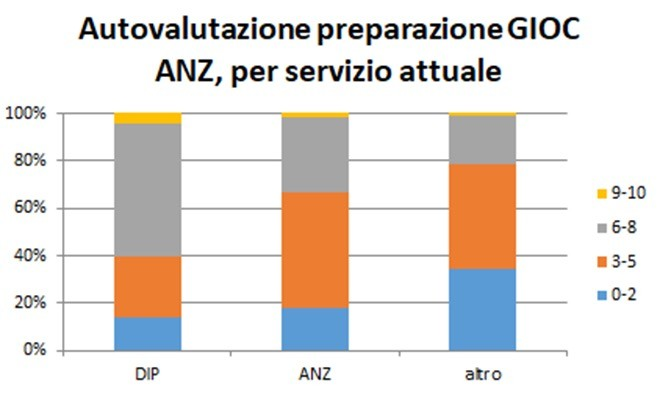 Autovalutazione preparazione GIOC
ANZ, per servizio attuale
100%
80%
60%
40%
20%
0%
DIP
ANZ
altro
9-10
6-8
3-5
0-2